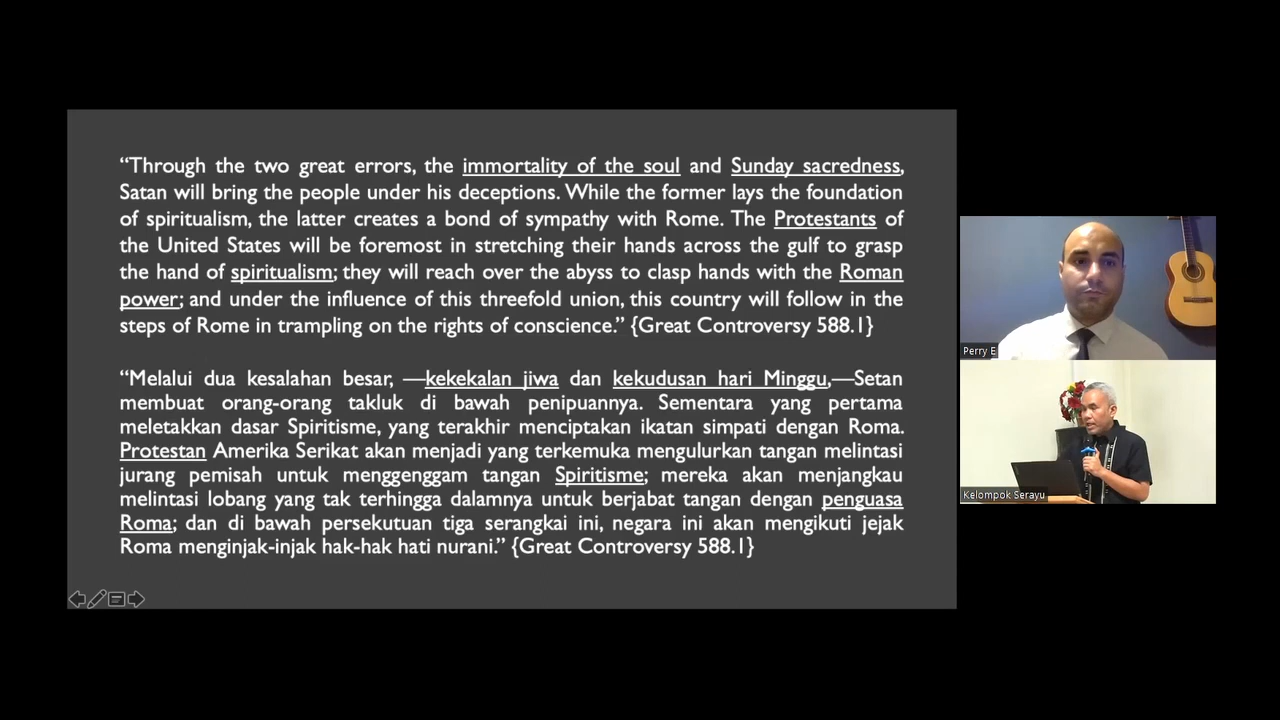 “Through the two great errors, the immortality of the soul and Sunday sacredness,
Satan will bring the people under his deceptions. While the former lays the foundation
of spiritualism, the latter creates a bond of sympathy with Rome. The Protestants of
the United States will be foremost in stretching their hands across the gulf to grasp
the hand of spiritualism; they will reach over the abyss to clasp hands with the Roman
power; and under the influence of this threefold union, this country will follow in the
steps of Rome in trampling on the rights of conscience.” {Great Controversy 588.1}
“Melalui dua kesalahan besar, —kekekalan jiwa dan kekudusan hari Minggu,—Setan
membuat orang-orang takluk di bawah penipuannya. Sementara yang pertama
meletakkan dasar Spiritisme, yang terakhir menciptakan ikatan simpati dengan Roma.
Protestan Amerika Serikat akan menjadi yang terkemuka mengulurkan tangan melintasi
jurang pemisah untuk menggenggam tangan Spiritisme; mereka akan menjangkau
melintasi lobang yang tak terhingga dalamnya untuk berjabat tangan dengan penguasa
Roma; dan di bawah persekutuan tiga serangkai ini, negara ini akan mengikuti jejak
Roma menginjak-injak hak-hak hati nurani.” {Great Controversy 588.1}
Perry E
Kelompok Serayu